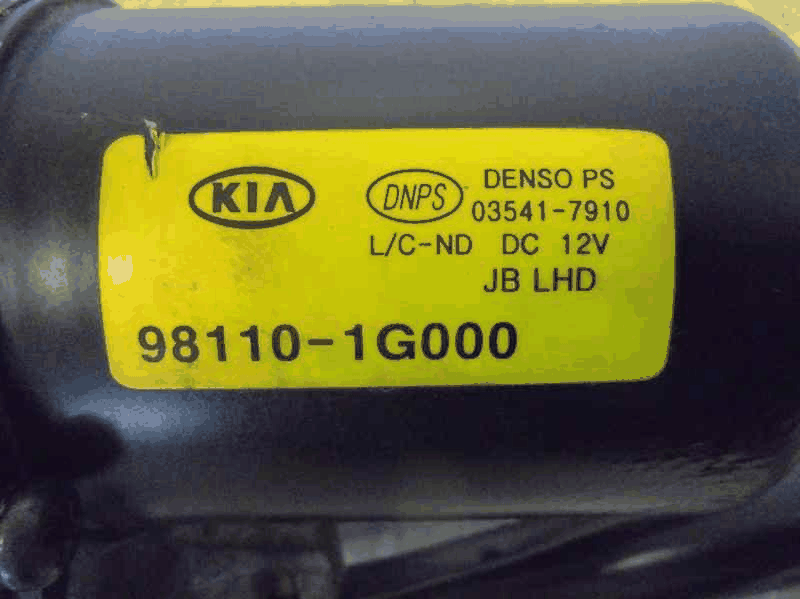 KIA DNPS DENSO PS
03541-7910
L/C-ND DC 12V
JB LHD
98110-1G000